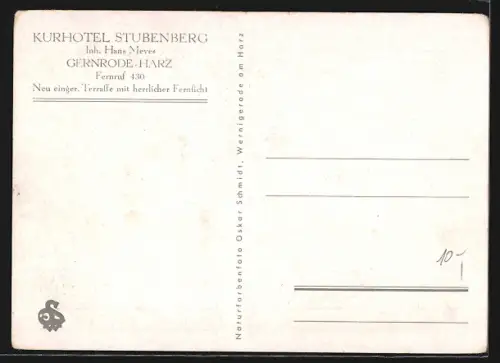 KURHOTEL STUBENBERG
Inh. Hans Meves
GERNRODE-HARZ
Fernruf 430
Neu einger. Terrasse mit herrlicher Fernsicht
Naturfarbenfoto Oskar Schmidt, Wernigerode am Harz
10-